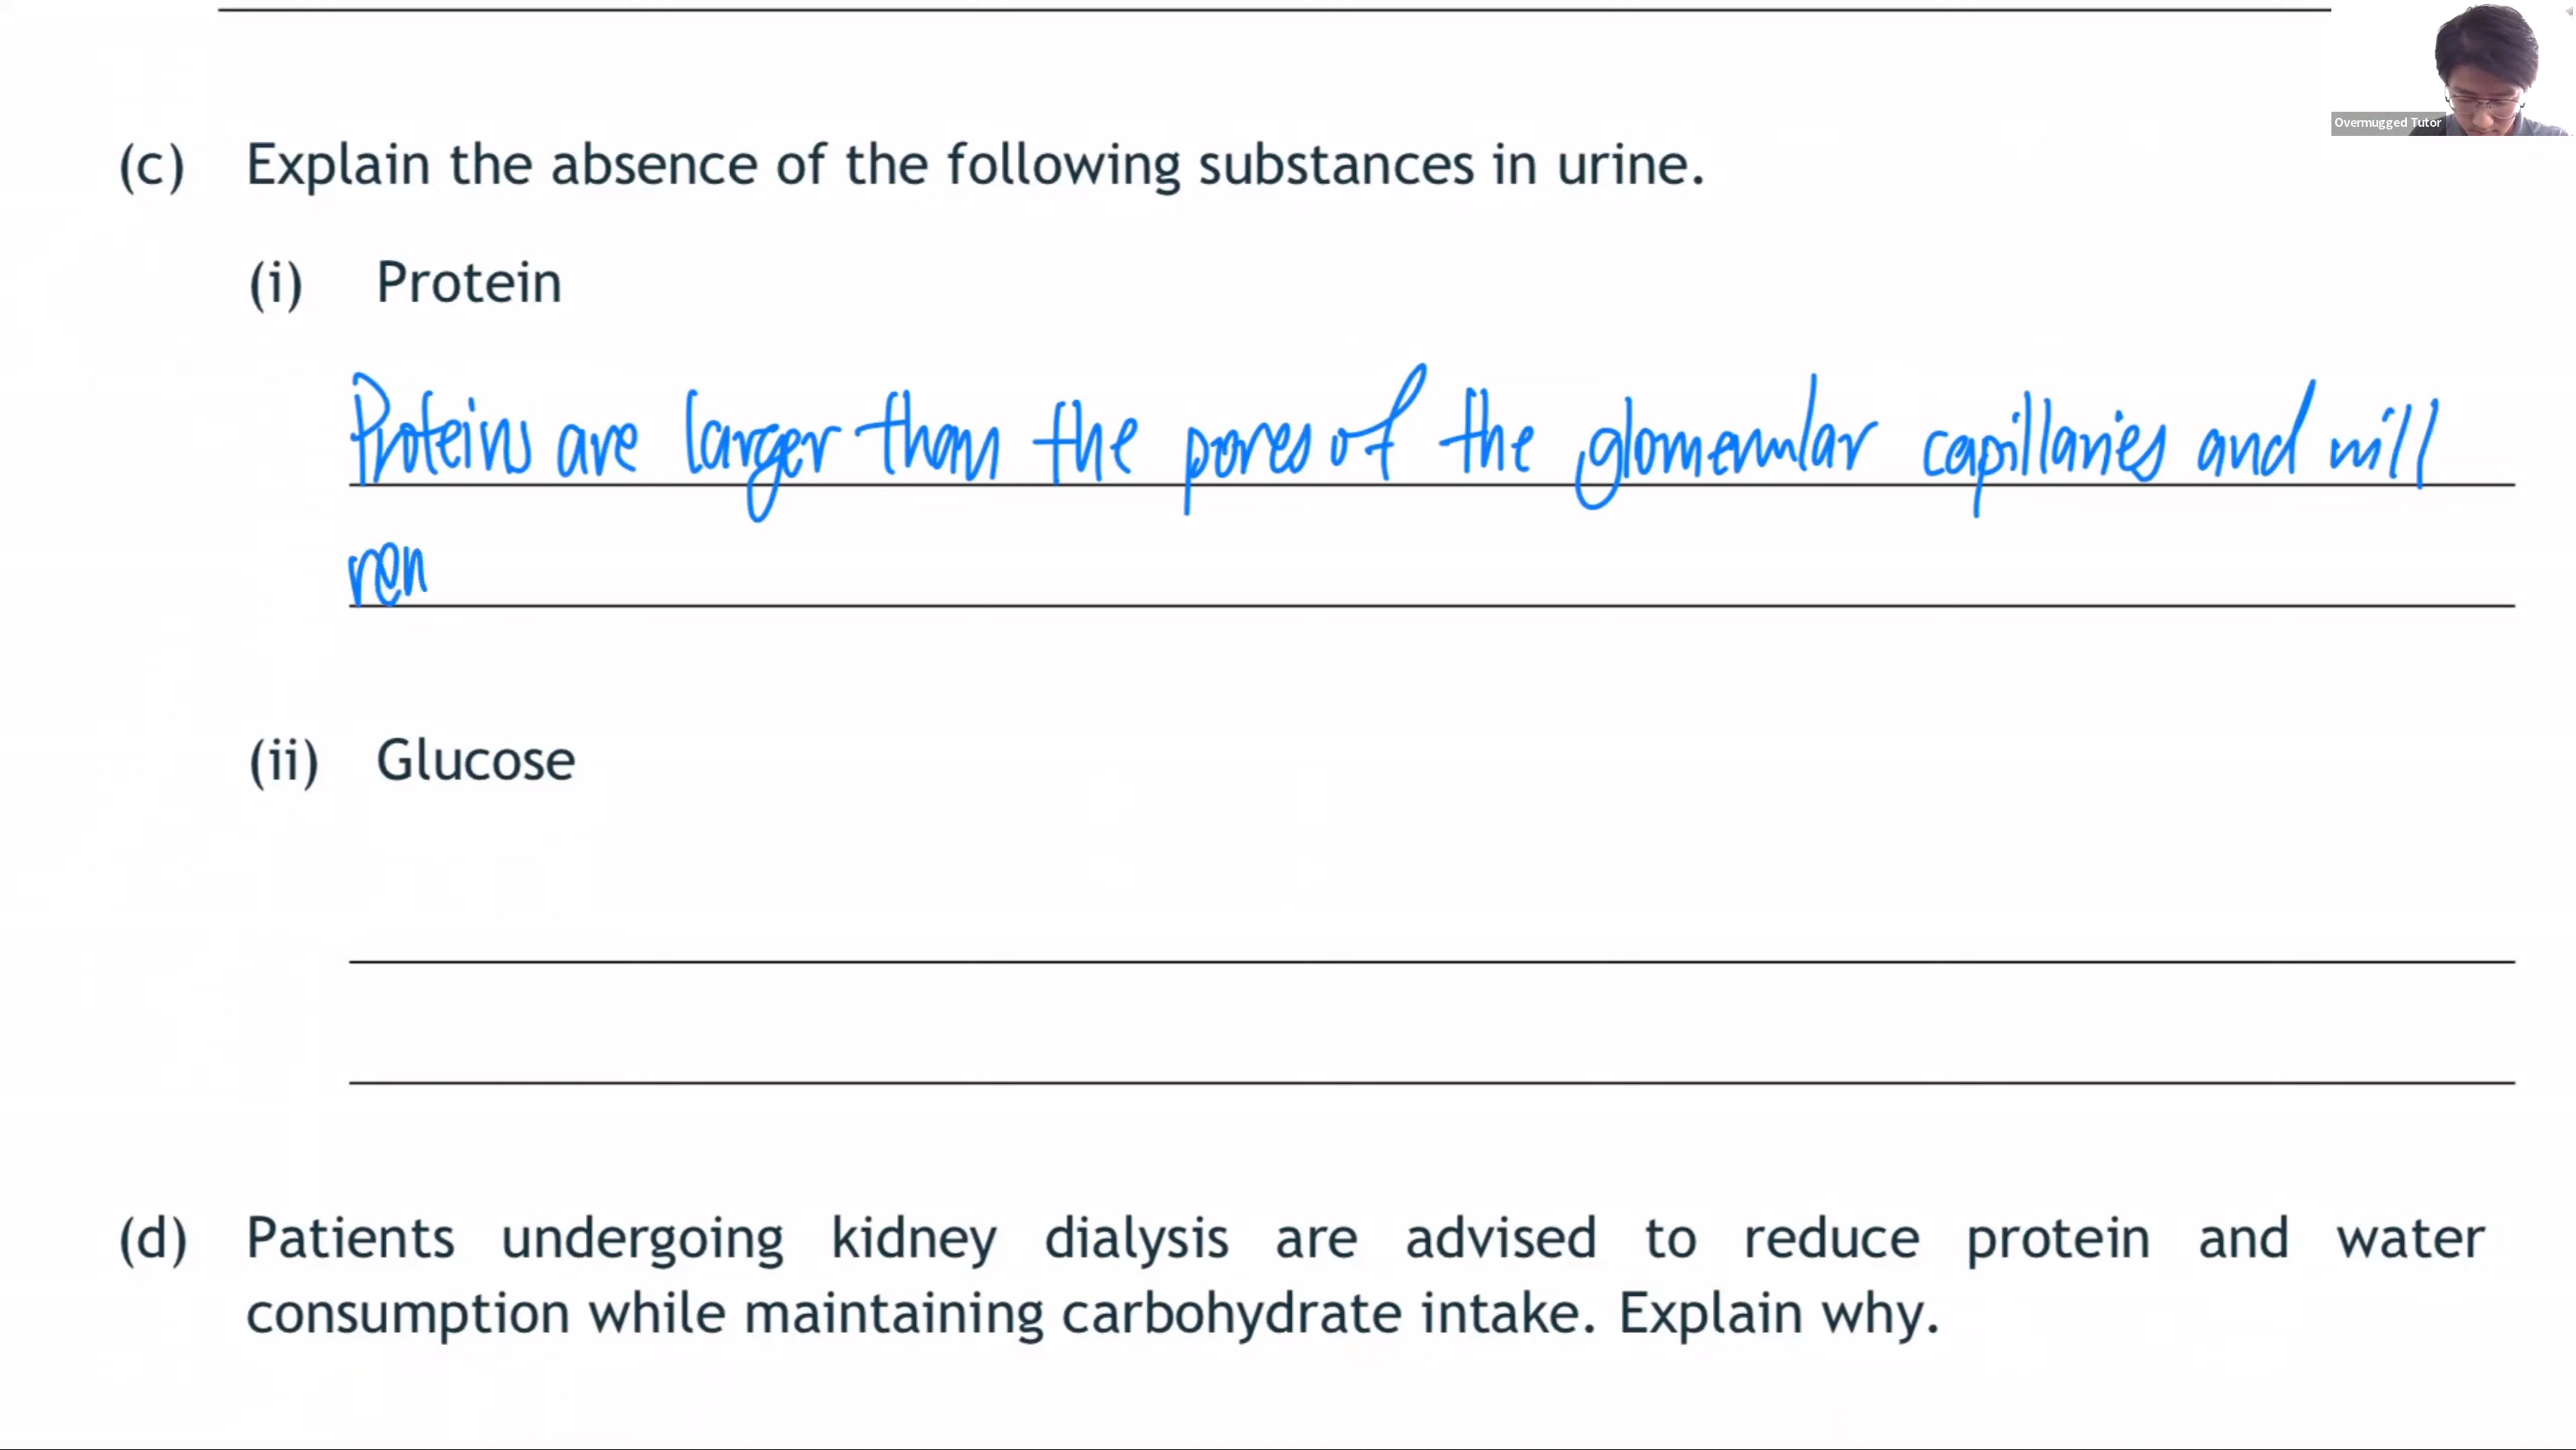 Overmugged Tutor
(c) Explain the absence of the following substances in urine.
(i) Protein
Proteins are larger than the pores of the glomerular capillaries and will
rem
(ii) Glucose
(d) Patients undergoing kidney dialysis are advised to reduce protein and water
consumption while maintaining carbohydrate intake. Explain why.